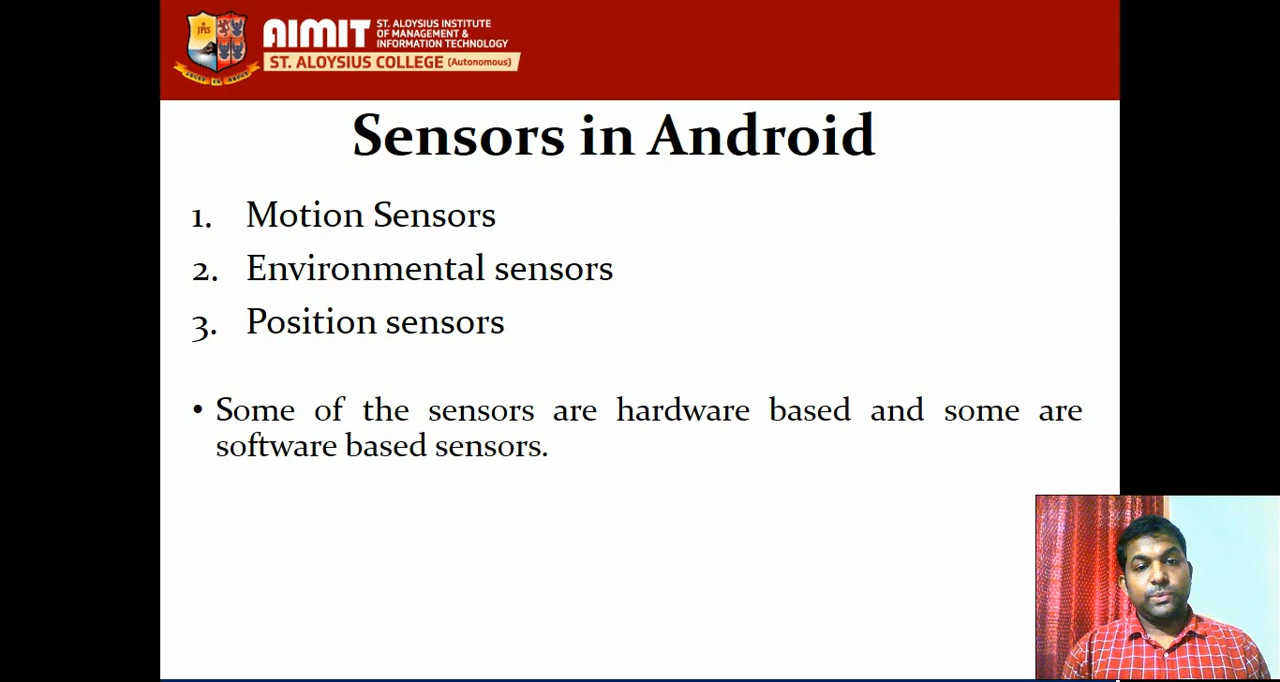 AIMIT
ST. ALOYSIUS INSTITUTE
OF MANAGEMENT &
INFORMATION TECHNOLOGY
ST. ALOYSIUS COLLEGE (Autonomous)
Sensors in Android
1. Motion Sensors
2. Environmental sensors
3. Position sensors
• Some of the sensors are hardware based and some are
software based sensors.